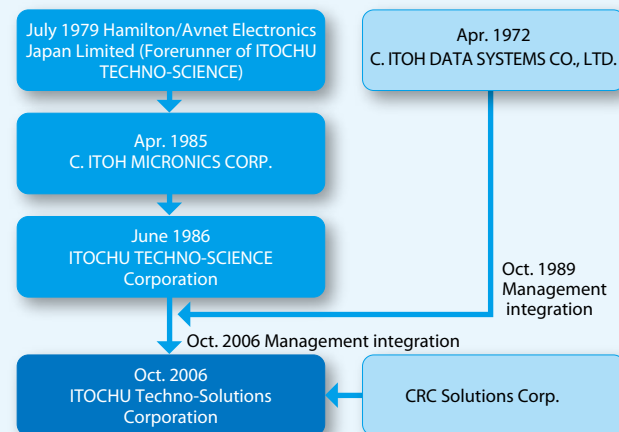 July 1979 Hamilton/Avnet Electronics
Japan Limited (Forerunner of ITOCHU
TECHNO-SCIENCE)
Apr. 1972
C. ITOH DATA SYSTEMS CO., LTD.
Apr. 1985
C. ITOH MICRONICS CORP.
June 1986
ITOCHU TECHNO-SCIENCE
Corporation
Oct. 1989
Management
integration
Oct. 2006 Management integration
Oct. 2006
ITOCHU Techno-Solutions
Corporation
CRC Solutions Corp.